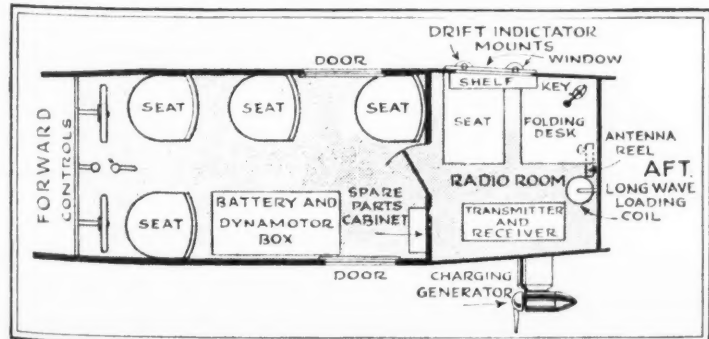 DRIFT INDICTATOR
MOUNTS
WINDOW
DOOR
SHELF
KEY
SEAT
SEAT
SEAT
SEAT
FOLDING
DESK
ANTENNA
REEL
FORWARD
CONTROLS
AFT.
RADIO ROOM
LONG WAVE
LOADING
COIL
SEAT
BATTERY AND
DYNAMOTOR
BOX
SPARE
PARTS
CABINET
TRANSMITTER
AND
RECEIVER
DOOR
CHARGING
GENERATOR